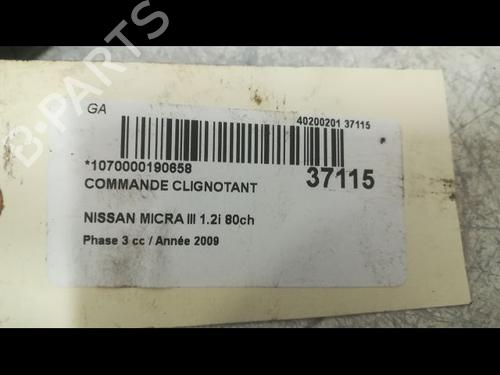 GA
40200201 37115
*1070000190658
37115
COMMANDE CLIGNOTANT
NISSAN MICRA III 1.2i 80ch
Phase 3 cc / Année 2009
B-PARTS